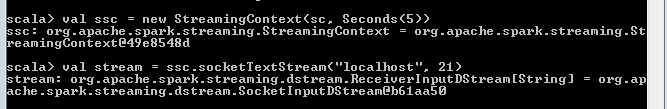 scala> val ssc = new StreamingContext(sc, Seconds(5))
ssc: org.apache.spark.streaming.StreamingContext = org.apache.spark.streaming.St
reamingContext@49e8548d
scala> val stream = ssc.socketTextStream("localhost", 21)
stream: org.apache.spark.streaming.dstream.ReceiverInputDStream[String] = org.ap
ache.spark.streaming.dstream.SocketInputDStream@b61aa50